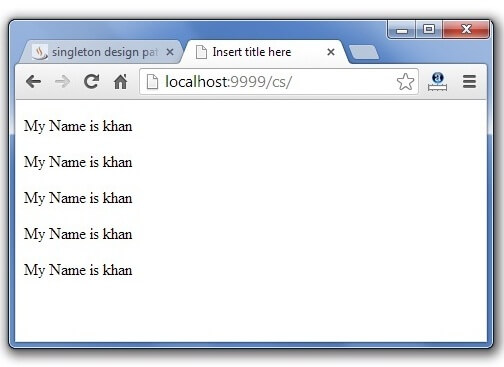 singleton design pat
Insert title here
localhost:9999/cs/
My Name is khan
My Name is khan
My Name is khan
My Name is khan
My Name is khan